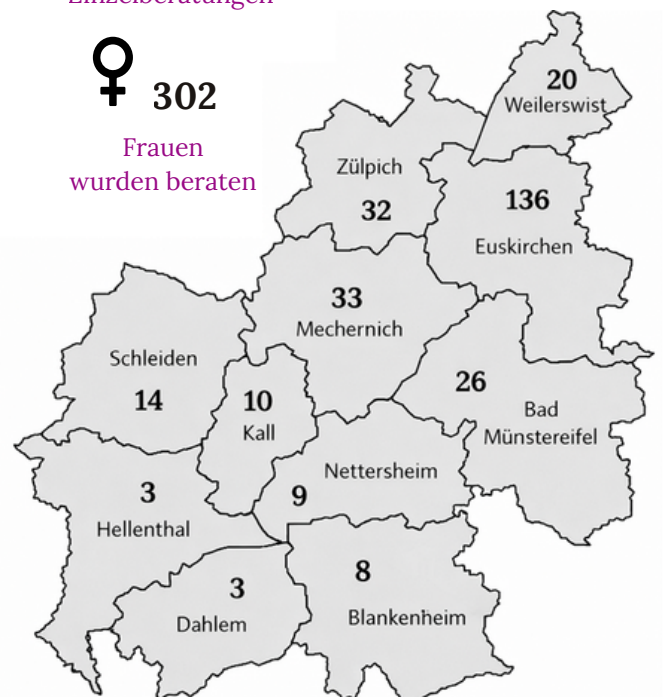 Einzelberatungen
302
Frauen
wurden beraten
20
Weilerswist
Zülpich
32
136
Euskirchen
33
Mechernich
Schleiden
14
10
Kall
26
Bad
Münstereifel
Nettersheim
9
3
Hellenthal
3
Dahlem
8
Blankenheim